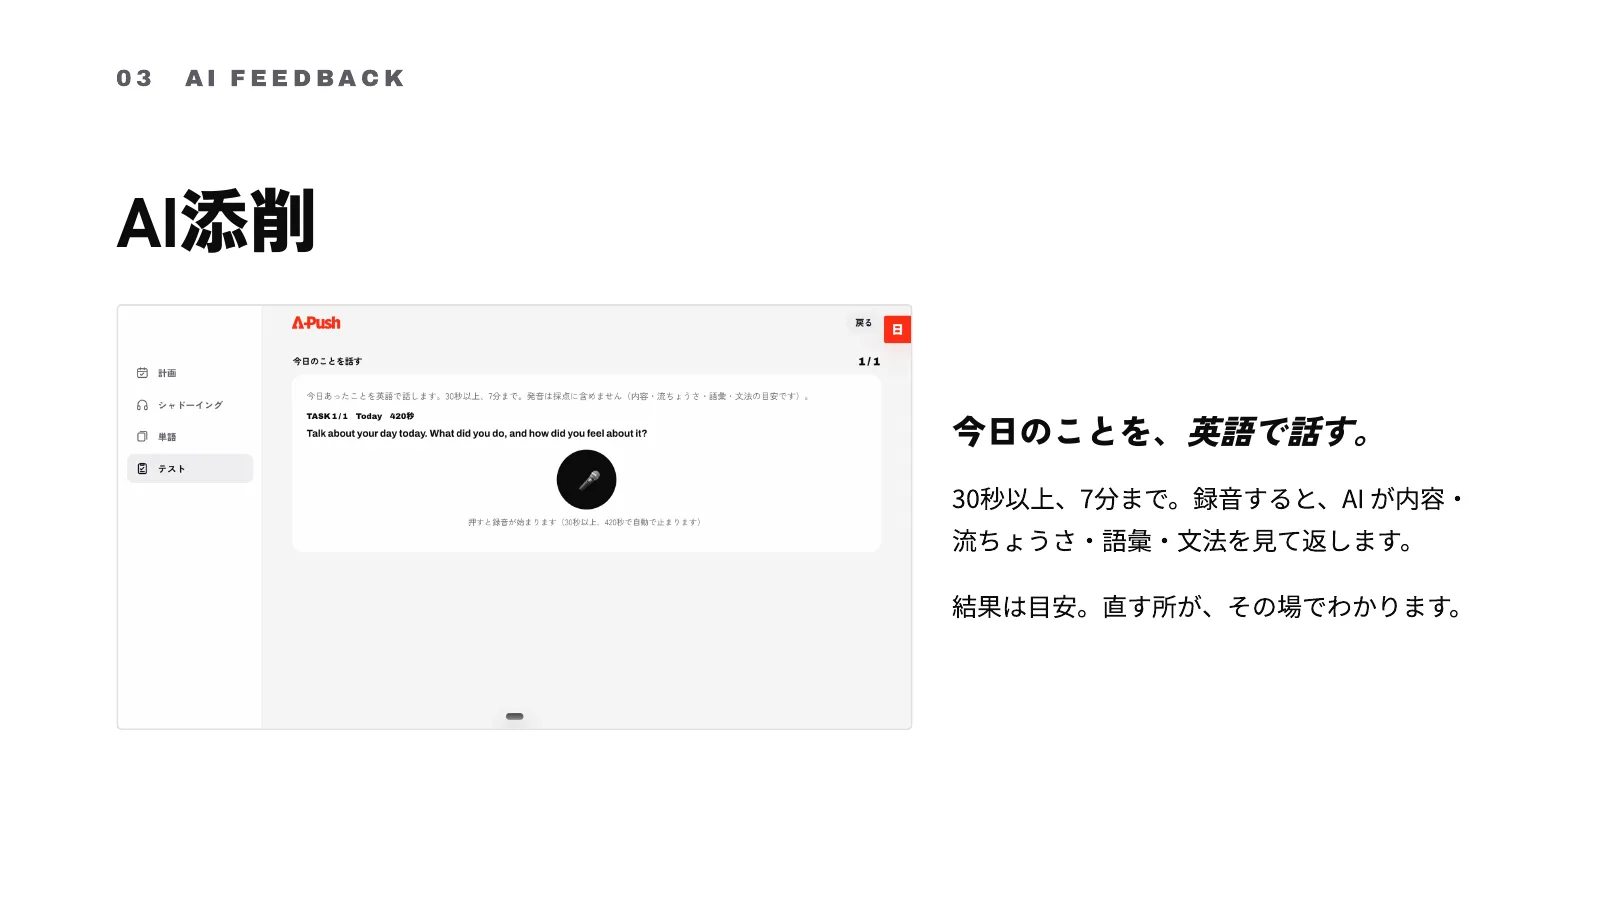 03 AI FEEDBACK
AI添削
A-Push
戻る
日
計画
シャドーイング
単語
テスト
今日のことを話す
1 / 1
今日あったことを英語で話します。30秒以上、7分まで。発音は採点に含めません（内容・流ちょうさ・語彙・文法の目安です）。
TASK 1 / 1 Today 420秒
Talk about your day today. What did you do, and how did you feel about it?
押すと録音が始まります（30秒以上、420秒で自動で止まります）
今日のことを、英語で話す。
30秒以上、7分まで。録音すると、AI が内容・
流ちょうさ・語彙・文法を見て返します。
結果は目安。直す所が、その場でわかります。